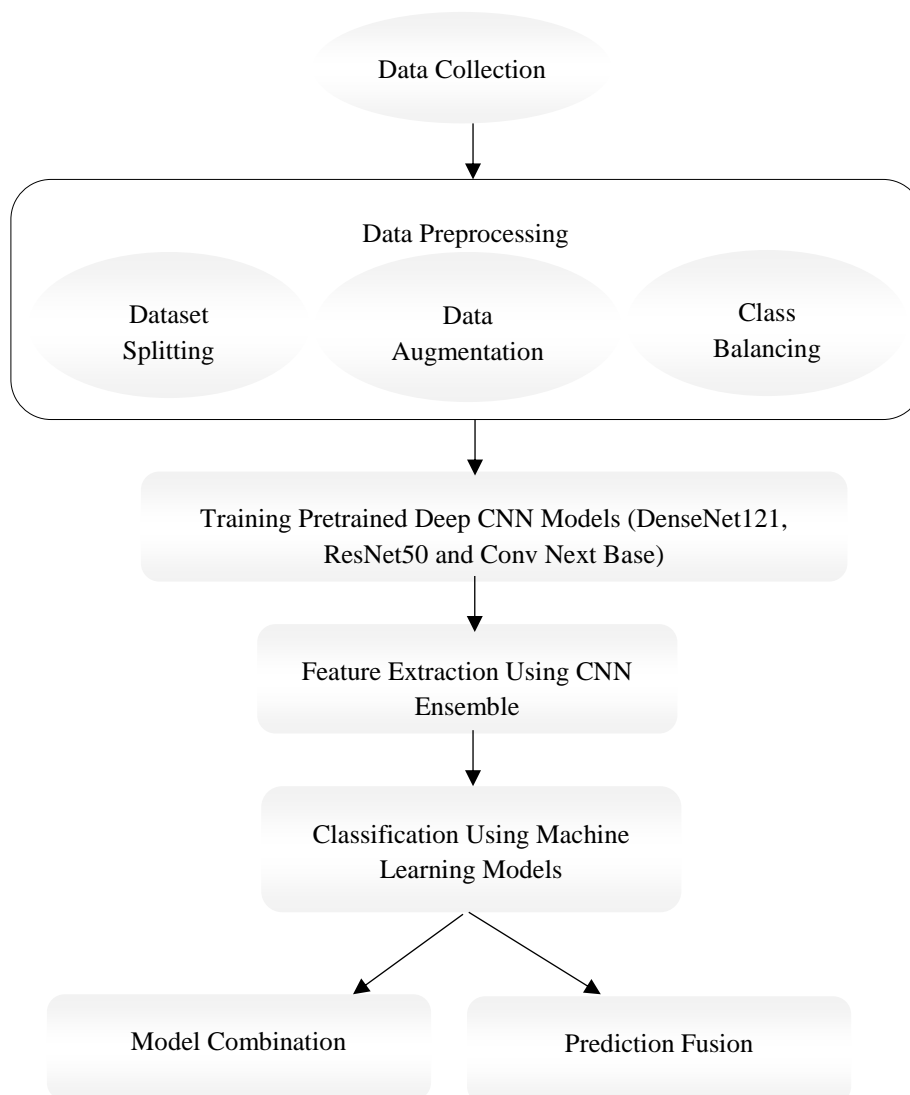 Data Collection
Data Preprocessing
Dataset
Splitting
Data
Augmentation
Class
Balancing
Training Pretrained Deep CNN Models (DenseNet121,
ResNet50 and Conv Next Base)
Feature Extraction Using CNN
Ensemble
Classification Using Machine
Learning Models
Model Combination
Prediction Fusion